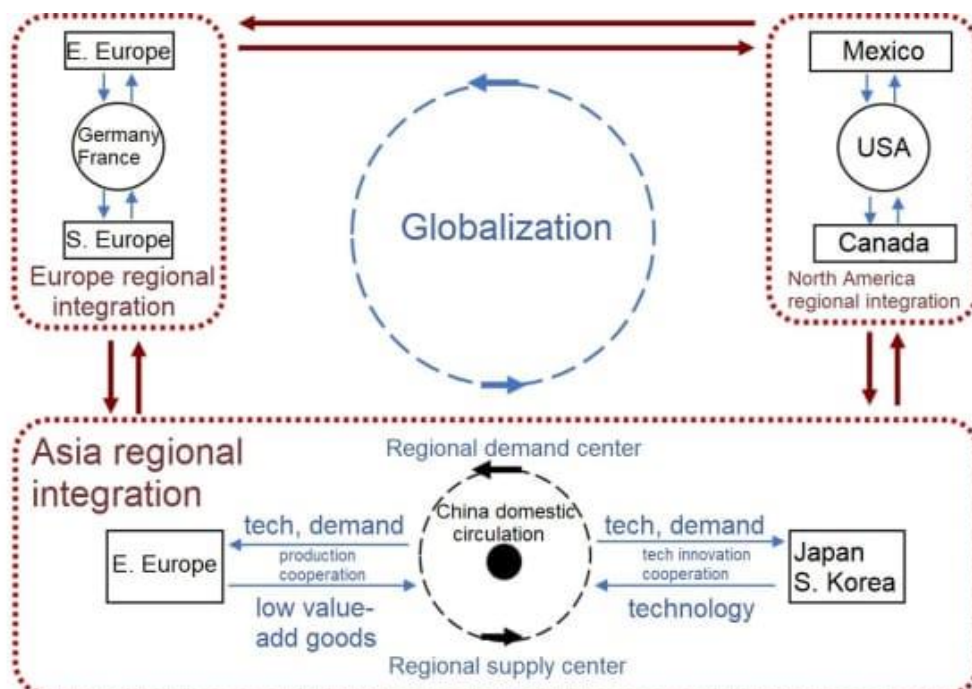 E. Europe
Germany
France
S. Europe
Europe regional
integration
Globalization
Mexico
USA
Canada
North America
regional integration
Asia regional
integration
Regional demand center
China domestic
circulation
tech, demand
production
cooperation
low value-
add goods
E. Europe
tech, demand
tech innovation
cooperation
technology
Japan
S. Korea
Regional supply center